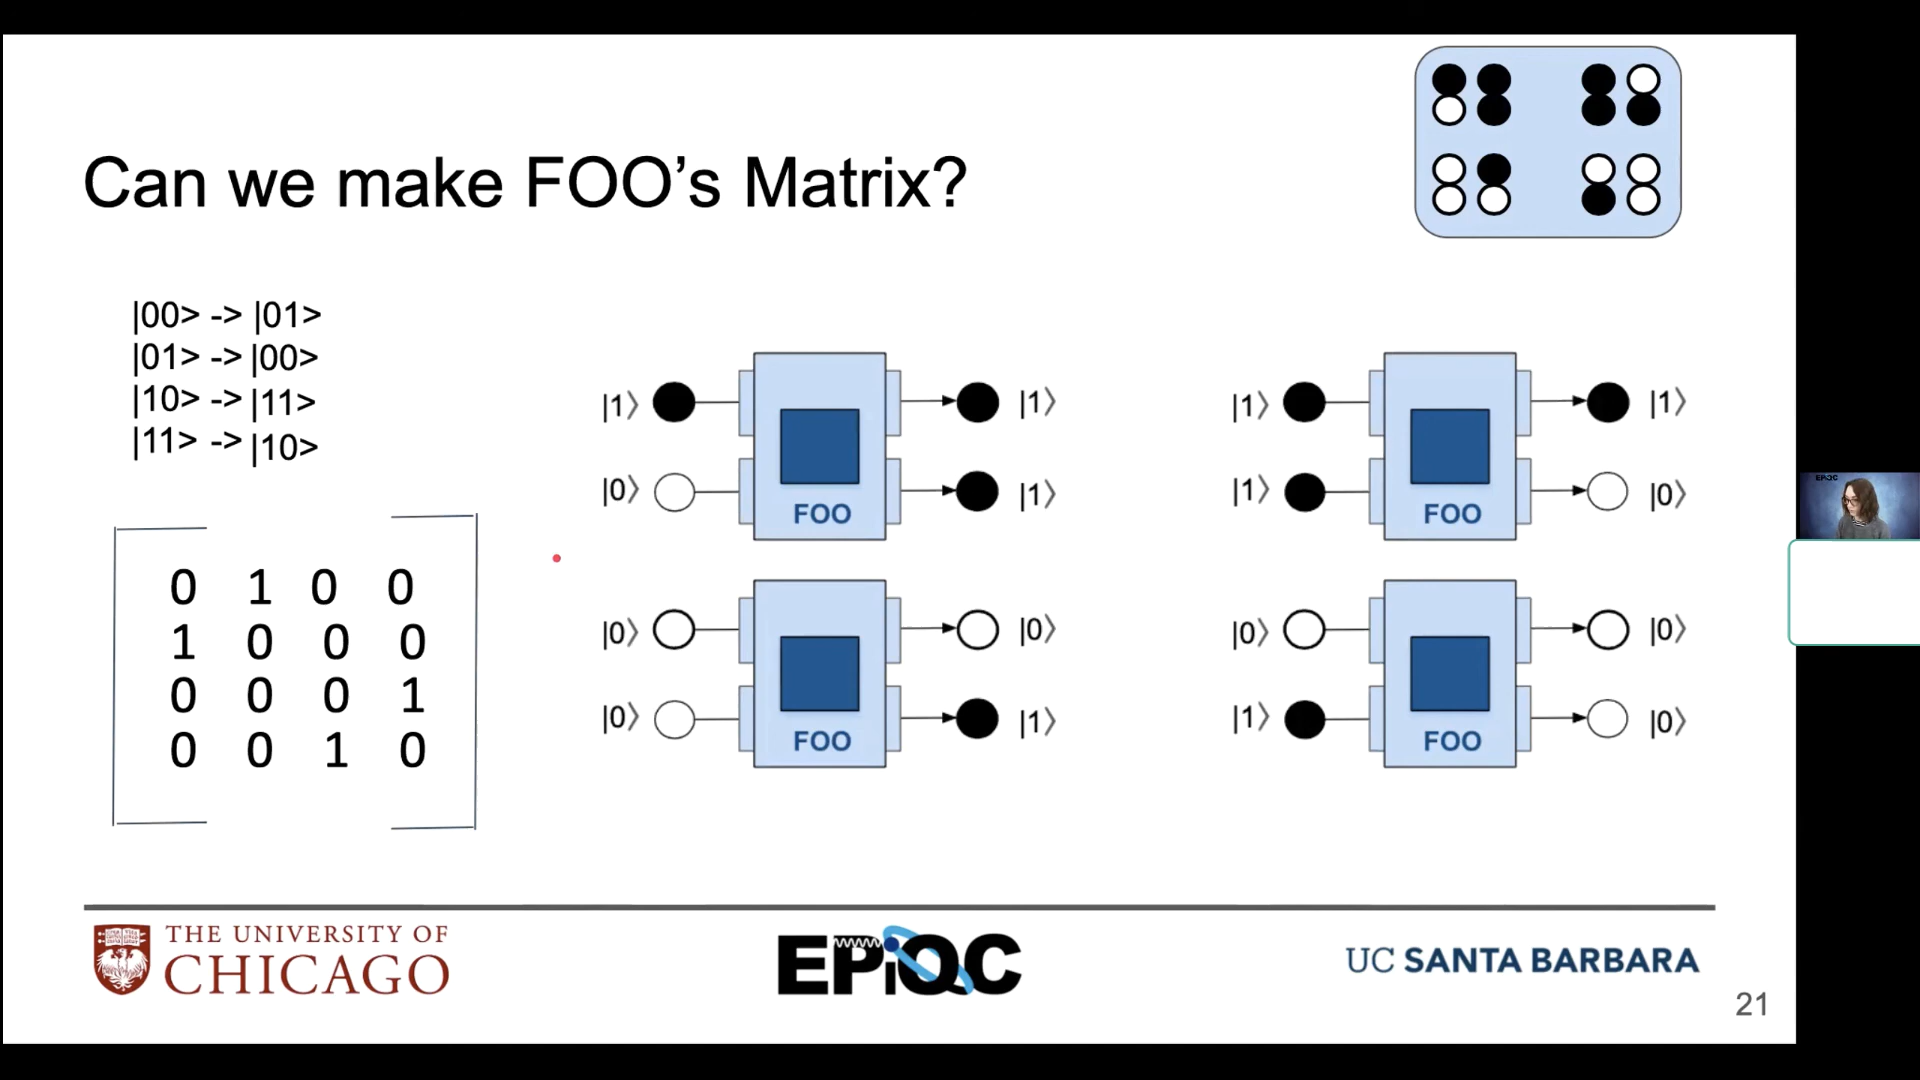 Can we make FOO's Matrix?
|00> -> |01>
|01> -> |00>
|10> -> |11>
|11> -> |10>
0 1 0 0
1 0 0 0
0 0 0 1
0 0 1 0
|1⟩ |1⟩
|0⟩ |1⟩
FOO
|1⟩ |1⟩
|1⟩ |0⟩
FOO
|0⟩ |0⟩
|0⟩ |1⟩
FOO
|0⟩ |0⟩
|1⟩ |0⟩
FOO
EPiQC
THE UNIVERSITY OF
CHICAGO
EPiQC
UC SANTA BARBARA
21